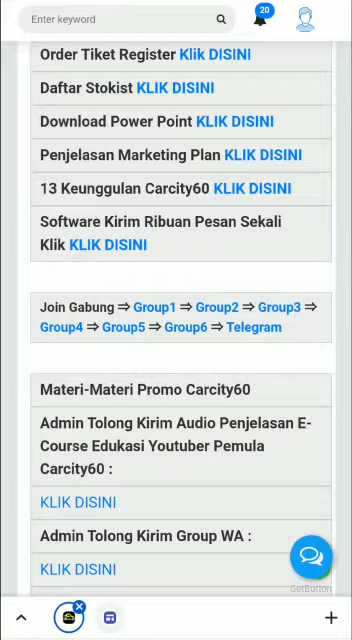 Enter keyword
20
Order Tiket Register Klik DISINI
Daftar Stokist KLIK DISINI
Download Power Point KLIK DISINI
Penjelasan Marketing Plan KLIK DISINI
13 Keunggulan Carcity60 KLIK DISINI
Software Kirim Ribuan Pesan Sekali
Klik KLIK DISINI
Join Gabung ⇒ Group1 ⇒ Group2 ⇒ Group3 ⇒
Group4 ⇒ Group5 ⇒ Group6 ⇒ Telegram
Materi-Materi Promo Carcity60
Admin Tolong Kirim Audio Penjelasan E-
Course Edukasi Youtuber Pemula
Carcity60 :
KLIK DISINI
Admin Tolong Kirim Group WA :
KLIK DISINI
GetButton